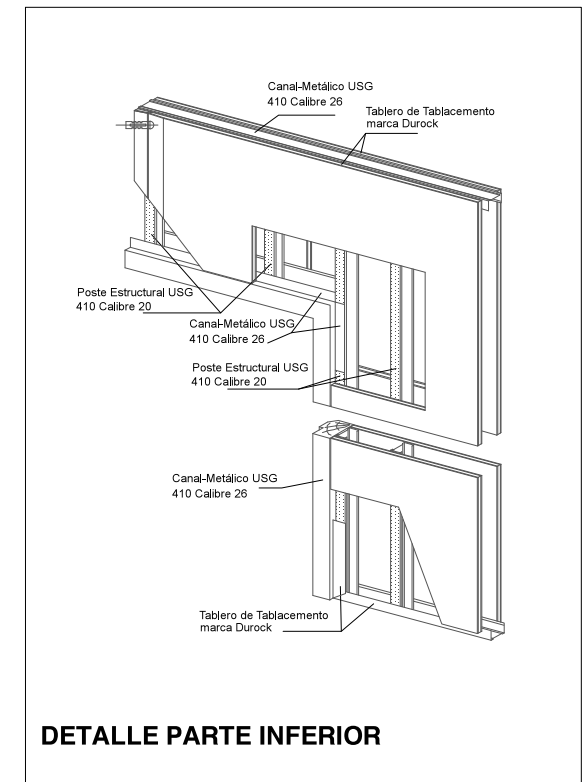 Canal-Metálico USG
410 Calibre 26
Tablero de Tablacemento
marca Durock
Poste Estructural USG
410 Calibre 20
Canal-Metálico USG
410 Calibre 26
Poste Estructural USG
410 Calibre 20
Canal-Metálico USG
410 Calibre 26
Tablero de Tablacemento
marca Durock
DETALLE PARTE INFERIOR